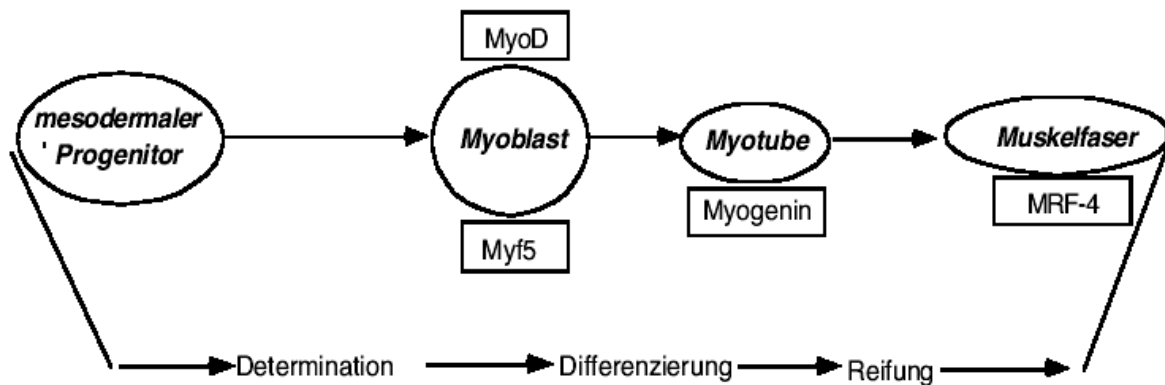 MyoD
mesodermaler
' Progenitor
Myoblast
Myotube
Muskelfaser
Myf5
Myogenin
MRF-4
Determination
Differenzierung
Reifung